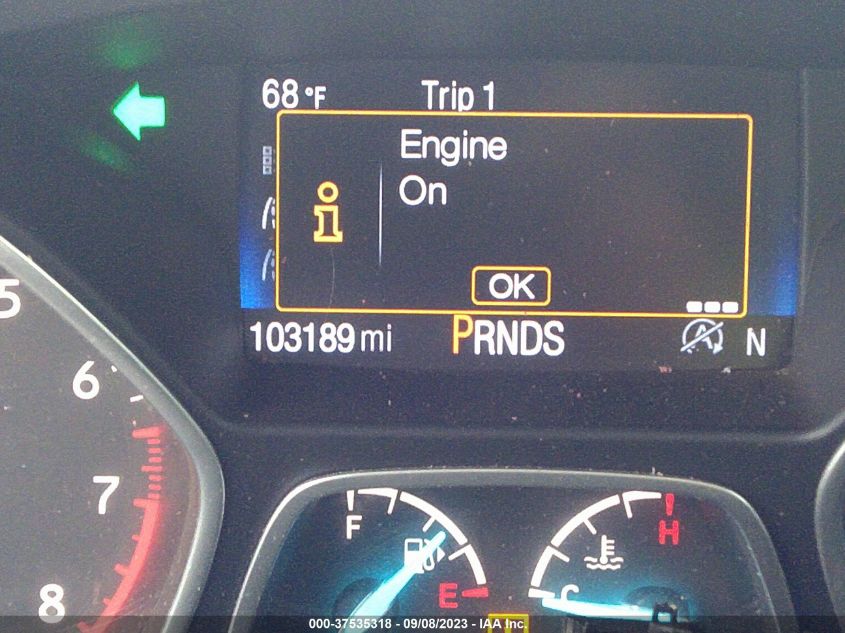 68 °F Trip 1
Engine
On
OK
103189 mi PRNDS A N
5
6
7
8
F E
C H
000-37535318 - 09/08/2023 - IAA Inc.